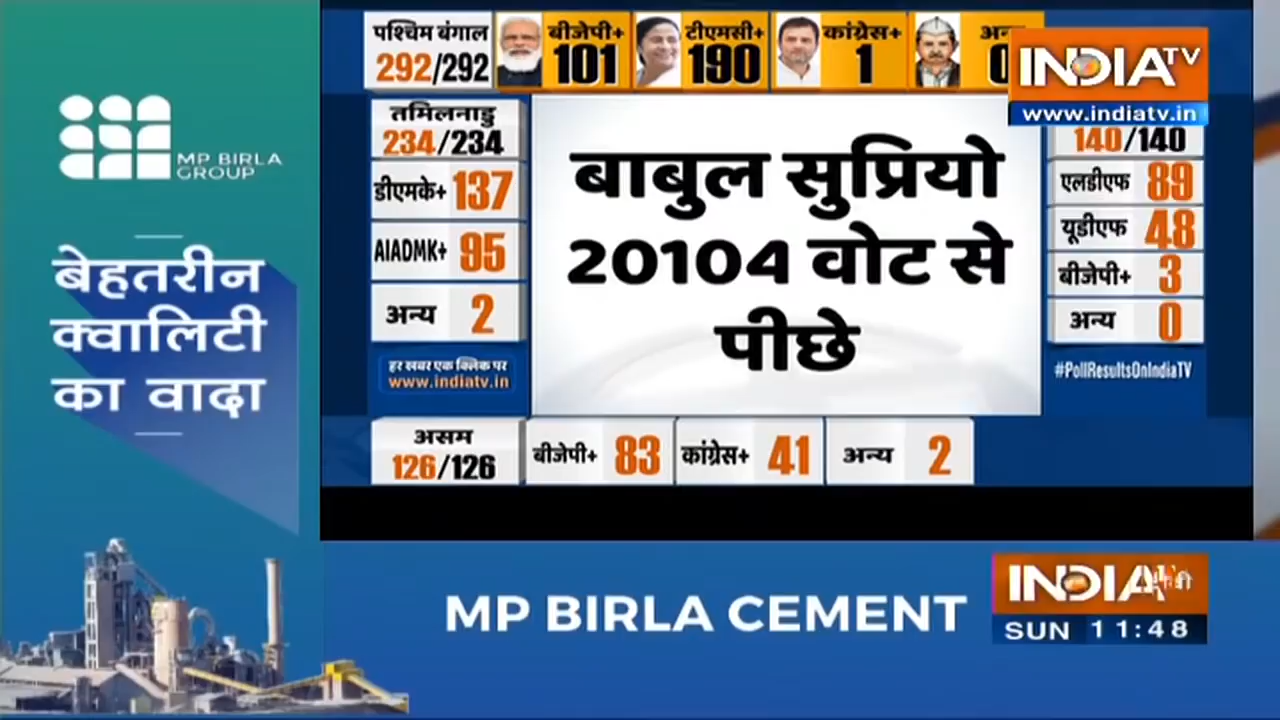 पश्चिम बंगाल
292/292
बीजेपी+
101
टीएमसी+
190
कांग्रेस+
1
INDIA TV
www.indiatv.in
तमिलनाडु
234/234
डीएमके+ 137
AIADMK+ 95
अन्य 2
हर खबर एक क्लिक पर
www.indiatv.in
बाबुल सुप्रियो
20104 वोट से
पीछे
140/140
एलडीएफ 89
यूडीएफ 48
बीजेपी+ 3
अन्य 0
#PollResultsOnIndiaTV
असम
126/126
बीजेपी+ 83
कांग्रेस+ 41
अन्य 2
MP BIRLA
GROUP
बेहतरीन
क्वालिटी
का वादा
MP BIRLA CEMENT
INDIA
SUN 11:48